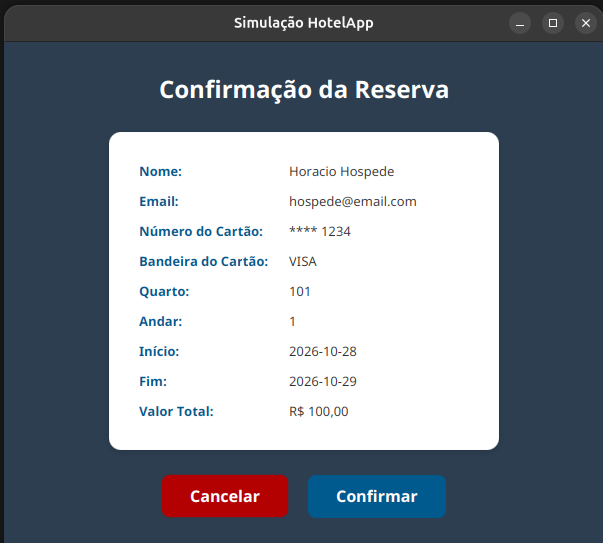 Simulação HotelApp
Confirmação da Reserva
Nome: Horacio Hospede
Email: hospede@email.com
Número do Cartão: **** 1234
Bandeira do Cartão: VISA
Quarto: 101
Andar: 1
Início: 2026-10-28
Fim: 2026-10-29
Valor Total: R$ 100,00
Cancelar Confirmar